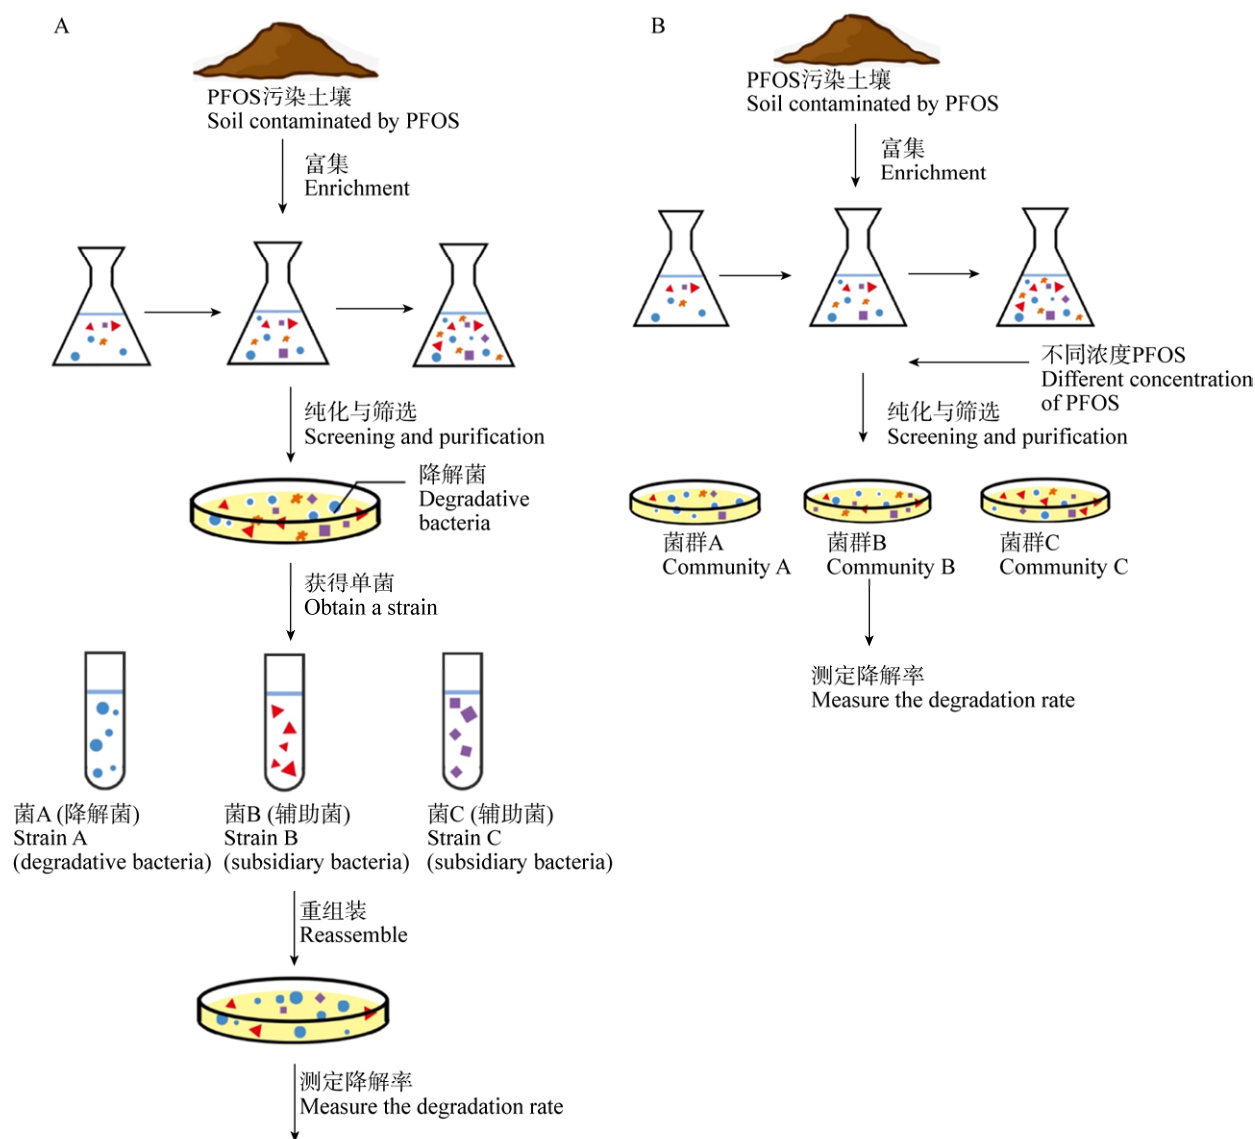 A
PFOS污染土壤
Soil contaminated by PFOS
富集
Enrichment
纯化与筛选
Screening and purification
降解菌
Degradative
bacteria
获得单菌
Obtain a strain
菌A (降解菌)
Strain A
(degradative bacteria)
菌B (辅助菌)
Strain B
(subsidiary bacteria)
菌C (辅助菌)
Strain C
(subsidiary bacteria)
重组装
Reassemble
测定降解率
Measure the degradation rate
B
PFOS污染土壤
Soil contaminated by PFOS
富集
Enrichment
不同浓度PFOS
Different concentration
of PFOS
纯化与筛选
Screening and purification
菌群A
Community A
菌群B
Community B
菌群C
Community C
测定降解率
Measure the degradation rate